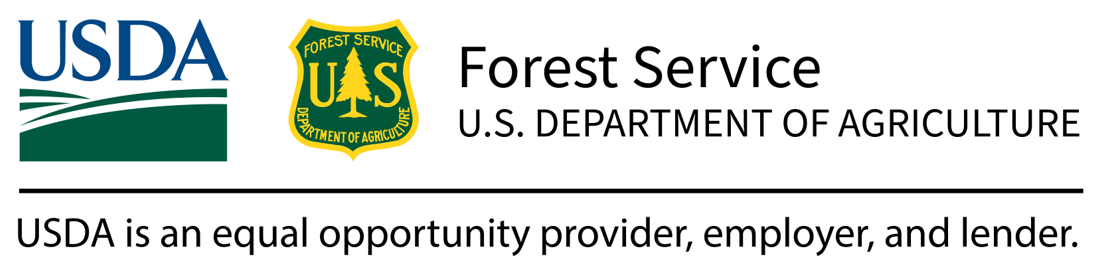 USDA
FOREST SERVICE
U S
DEPARTMENT OF AGRICULTURE
Forest Service
U.S. DEPARTMENT OF AGRICULTURE
USDA is an equal opportunity provider, employer, and lender.